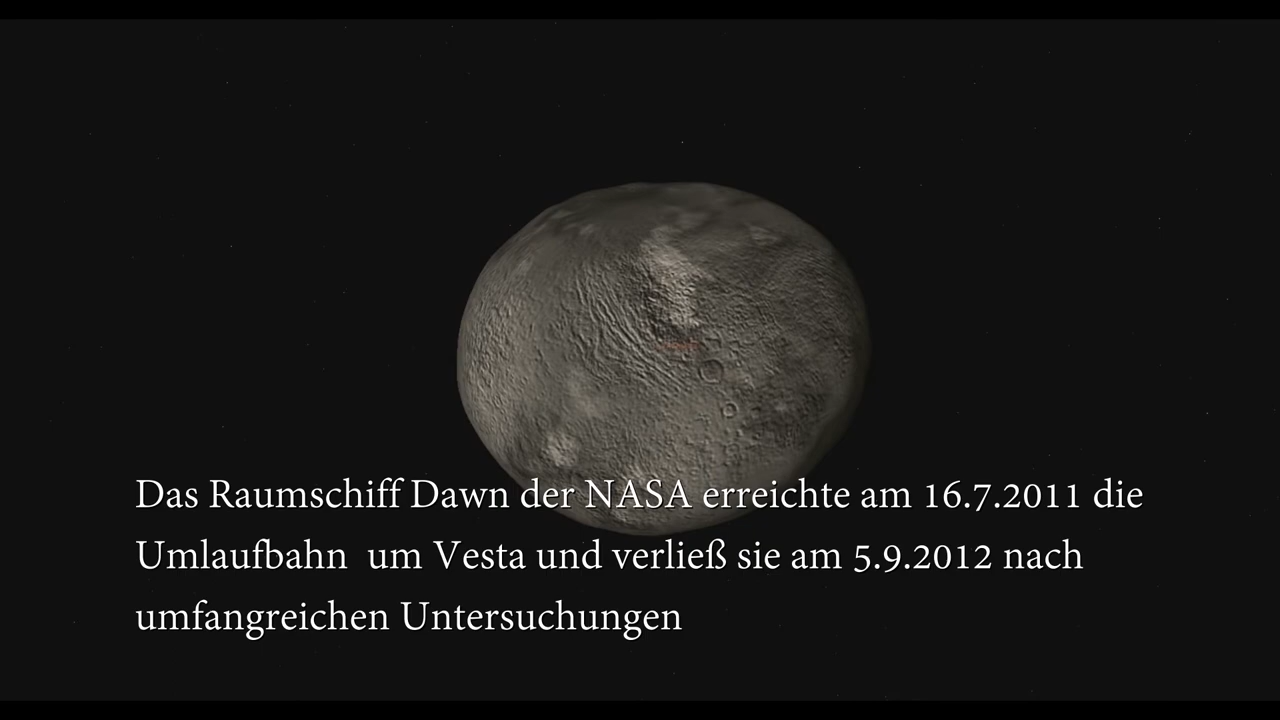 Das Raumschiff Dawn der NASA erreichte am 16.7.2011 die
Umlaufbahn  um Vesta und verließ sie am 5.9.2012 nach
umfangreichen Untersuchungen